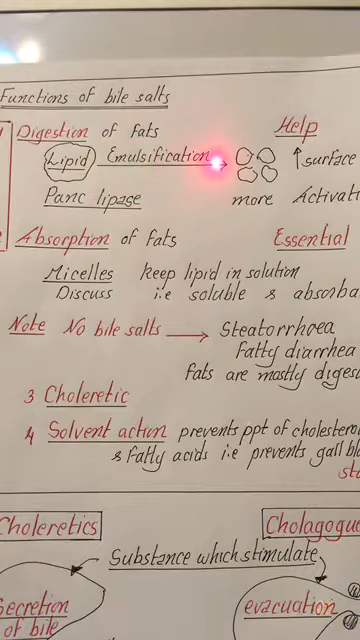 Functions of bile salts
Digestion of fats Help
Lipid Emulsification ↑ surface
Panc lipase more Activat
Absorption of fats Essential
Micelles keep lipid in solution
Discuss i.e soluble & absorba
Note No bile salts → Steatorrhoea
Fatty diarrhea
fats are mostly digest
3 Choleretic
4 Solvent action prevents ppt of cholesterol
& fatty acids i.e prevents gall bl
sto
Choleretics Cholagogu
Substance which stimulate
Secretion evacuation
of bile